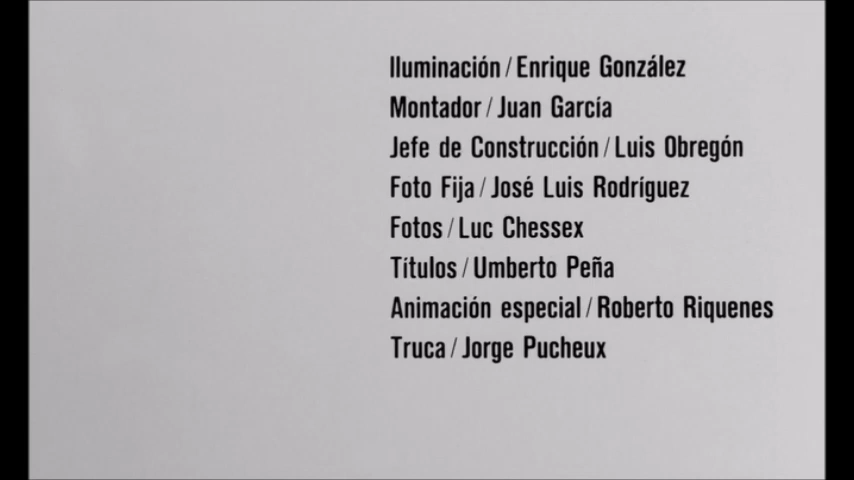 Iluminación / Enrique González
Montador / Juan García
Jefe de Construcción / Luis Obregón
Foto Fija / José Luis Rodríguez
Fotos / Luc Chessex
Títulos / Umberto Peña
Animación especial / Roberto Riquenes
Truca / Jorge Pucheux